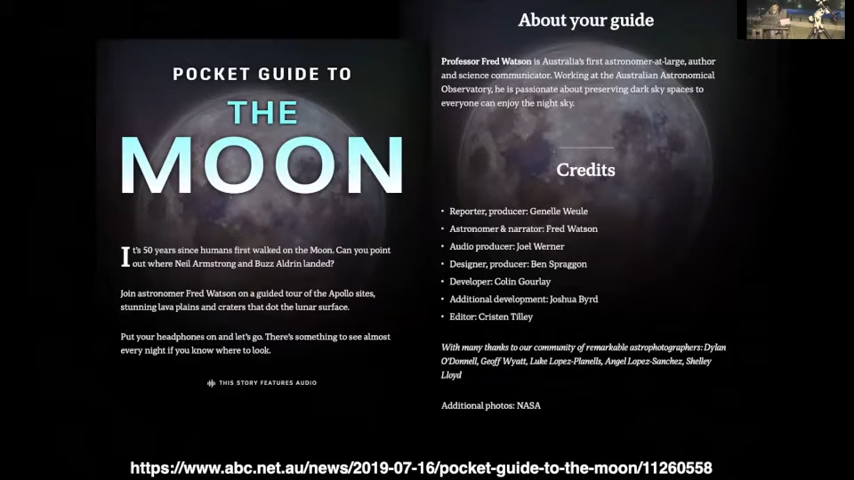 POCKET GUIDE TO
THE
MOON
It's 50 years since humans first walked on the Moon. Can you point
out where Neil Armstrong and Buzz Aldrin landed?
Join astronomer Fred Watson on a guided tour of the Apollo sites,
stunning lava plains and craters that dot the lunar surface.
Put your headphones on and let's go. There's something to see almost
every night if you know where to look.
THIS STORY FEATURES AUDIO
About your guide
Professor Fred Watson is Australia's first astronomer-at-large, author
and science communicator. Working at the Australian Astronomical
Observatory, he is passionate about preserving dark sky spaces to
everyone can enjoy the night sky.
Credits
• Reporter, producer: Genelle Weule
• Astronomer & narrator: Fred Watson
• Audio producer: Joel Werner
• Designer, producer: Ben Spraggon
• Developer: Colin Gourlay
• Additional development: Joshua Byrd
• Editor: Cristen Tilley
With many thanks to our community of remarkable astrophotographers: Dylan
O'Donnell, Geoff Wyatt, Luke Lopez-Planells, Angel Lopez-Sanchez, Shelley
Lloyd
Additional photos: NASA
https://www.abc.net.au/news/2019-07-16/pocket-guide-to-the-moon/11260558